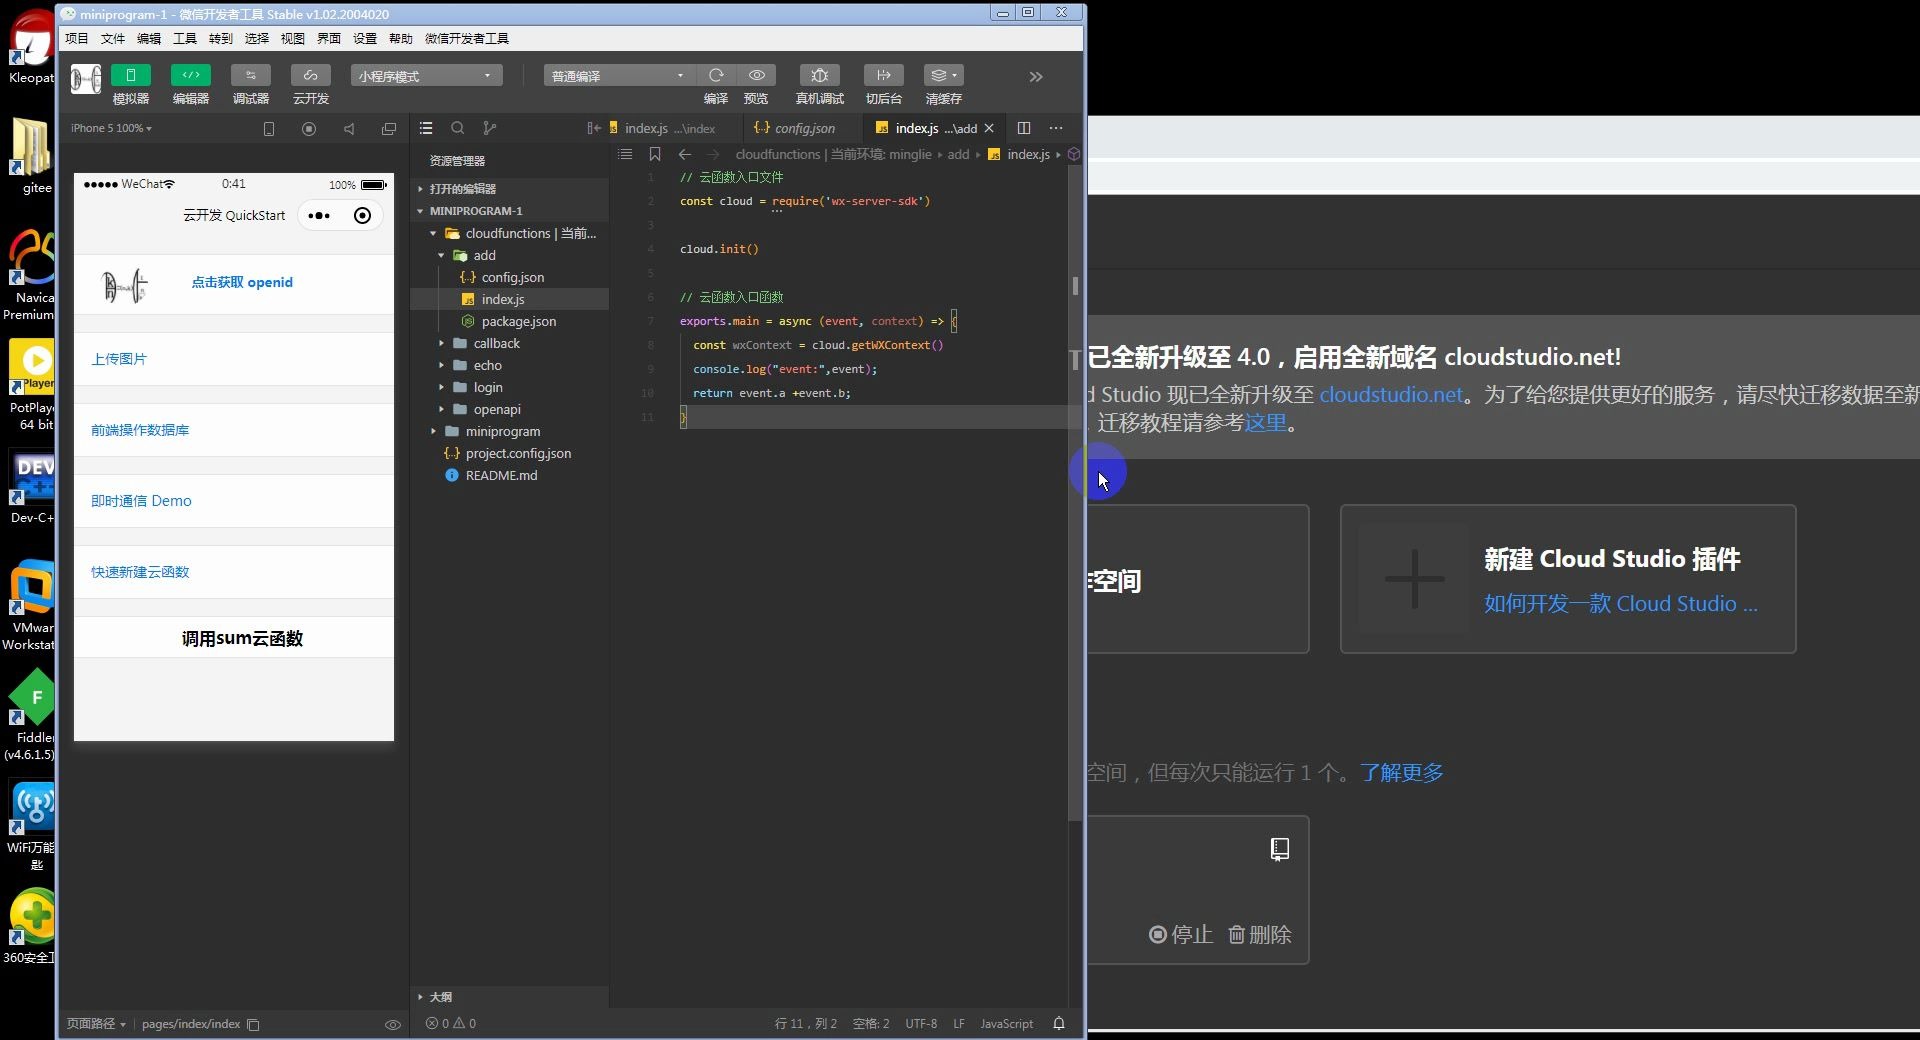 miniprogram-1 - 微信开发者工具 Stable v1.02.2004020
项目 文件 编辑 工具 转到 选择 视图 界面 设置 帮助 微信开发者工具
模拟器 编辑器 调试器 云开发
小程序模式
普通编译
编译 预览 真机调试 切后台 清缓存
iPhone 5 100%
WeChat 0:41 100%
云开发 QuickStart
点击获取 openid
上传图片
前端操作数据库
即时通信 Demo
快速新建云函数
调用sum云函数
页面路径 pages/index/index
资源管理器
打开的编辑器
MINIPROGRAM-1
cloudfunctions | 当前...
add
config.json
index.js
package.json
callback
echo
login
openapi
miniprogram
project.config.json
README.md
大纲
0 0
index.js ...\index
config.json
index.js ...\add
cloudfunctions | 当前环境: minglie add index.js
1 // 云函数入口文件
2 const cloud = require('wx-server-sdk')
3
4 cloud.init()
5
6 // 云函数入口函数
7 exports.main = async (event, context) => {
8 const wxContext = cloud.getWXContext()
9 console.log("event:",event);
10 return event.a +event.b;
11 }
行 11，列 2 空格: 2 UTF-8 LF JavaScript
Kleopat
gitee
Navica
Premium
PotPlay
64 bit
DEV
Dev-C+
VMwar
Workstat
Fiddler
(v4.6.1.5)
WiFi万能
匙
360安全卫
已全新升级至 4.0，启用全新域名 cloudstudio.net!
d Studio 现已全新升级至 cloudstudio.net。为了给您提供更好的服务，请尽快迁移数据至新
迁移教程请参考这里。
空间
新建 Cloud Studio 插件
如何开发一款 Cloud Studio ...
空间，但每次只能运行 1 个。了解更多
停止 删除